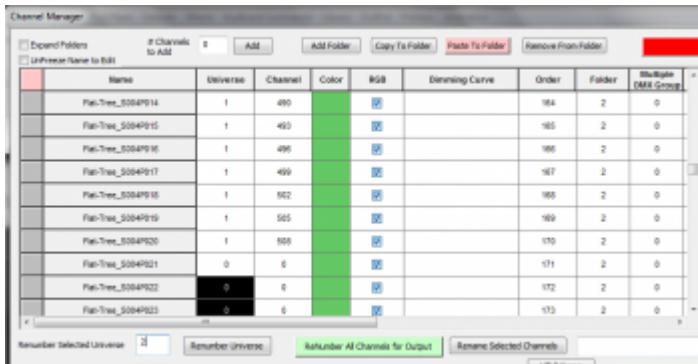 Channel Manager
Expand Folders
# Channels to Add
0
Add
Add Folder
Copy To Folder
Paste To Folder
Remove From Folder
UnFreeze Name to Edit
Name Universe Channel Color RGB Dimming Curve Order Folder Multiple DMX Group
Flat-Tree_S004P014 1 490 164 2 0
Flat-Tree_S004P015 1 493 165 2 0
Flat-Tree_S004P016 1 496 166 2 0
Flat-Tree_S004P017 1 499 167 2 0
Flat-Tree_S004P018 1 502 168 2 0
Flat-Tree_S004P019 1 505 169 2 0
Flat-Tree_S004P020 1 508 170 2 0
Flat-Tree_S004P021 0 0 171 2 0
Flat-Tree_S004P022 0 0 172 2 0
Flat-Tree_S004P023 0 0 173 2 0
Renumber Selected Universe 2 Renumber Universe ReNumber All Channels for Output Rename Selected Channels